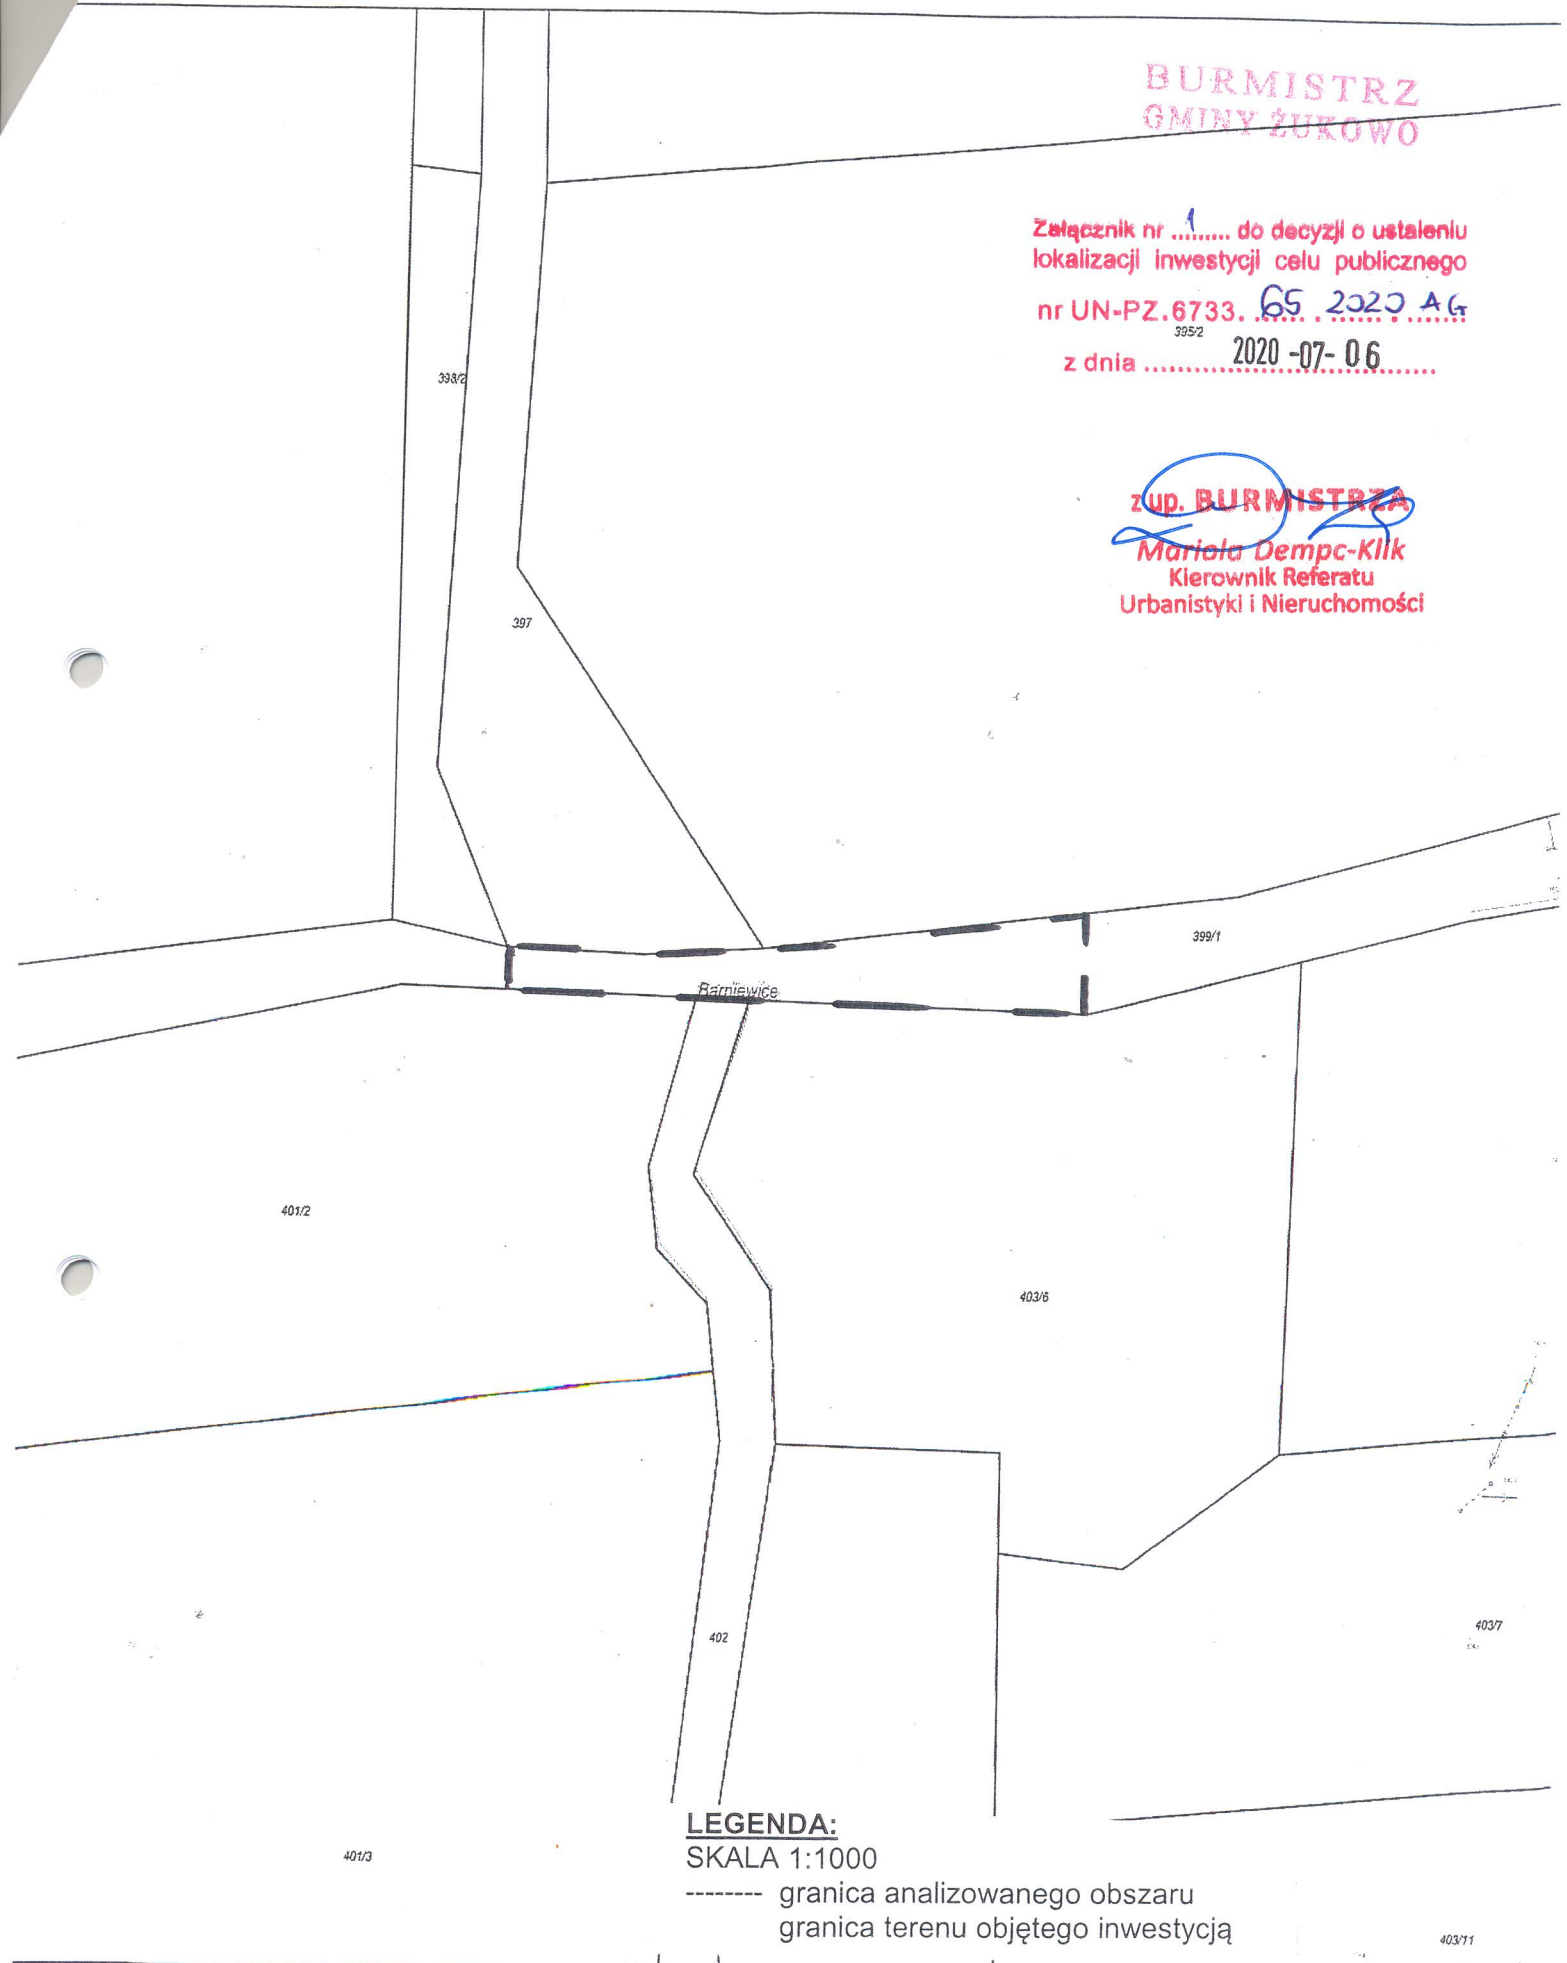 BURMISTRZ
GMINY ŻUKOWO
Załącznik nr ...1... do decyzji o ustaleniu
lokalizacji inwestycji celu publicznego
nr UN-PZ.6733. 65 . 2020 . AG
395/2
z dnia 2020 -07- 06
398/2
z up. BURMISTRZA
Mariola Dempc-Klik
Kierownik Referatu
Urbanistyki i Nieruchomości
397
399/1
Barniewice
401/2
403/6
402
403/7
LEGENDA:
SKALA 1:1000
401/3
-------- granica analizowanego obszaru
granica terenu objętego inwestycją
403/11